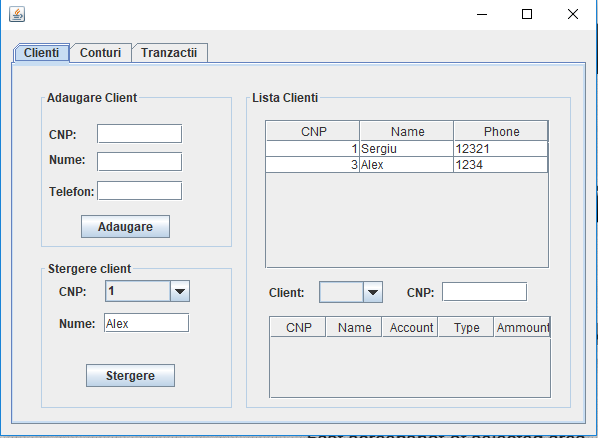 Clienti Conturi Tranzactii
Adaugare Client
CNP:
Nume:
Telefon:
Adaugare
Stergere client
CNP: 1
Nume: Alex
Stergere
Lista Clienti
CNP Name Phone
1 Sergiu 12321
3 Alex 1234
Client: CNP:
CNP Name Account Type Ammount